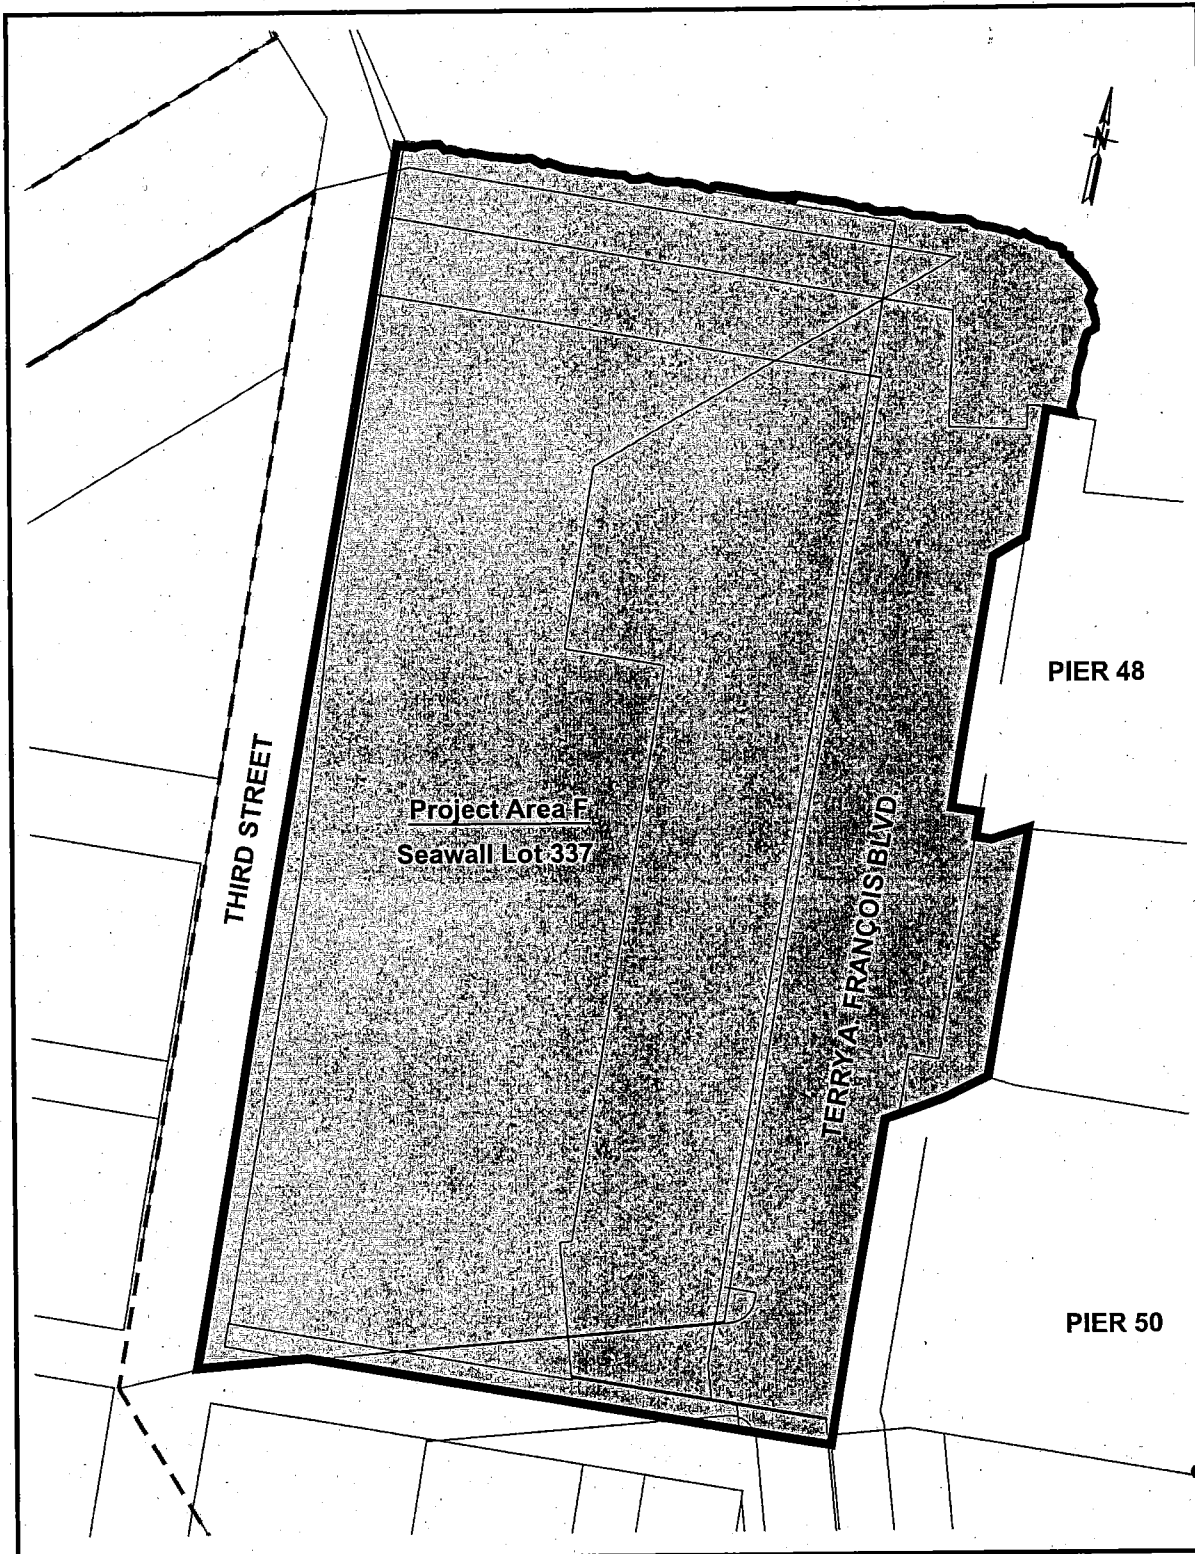 N
PIER 48
THIRD STREET
Project Area F
Seawall Lot 337
TERRY A FRANÇOIS BLVD
PIER 50